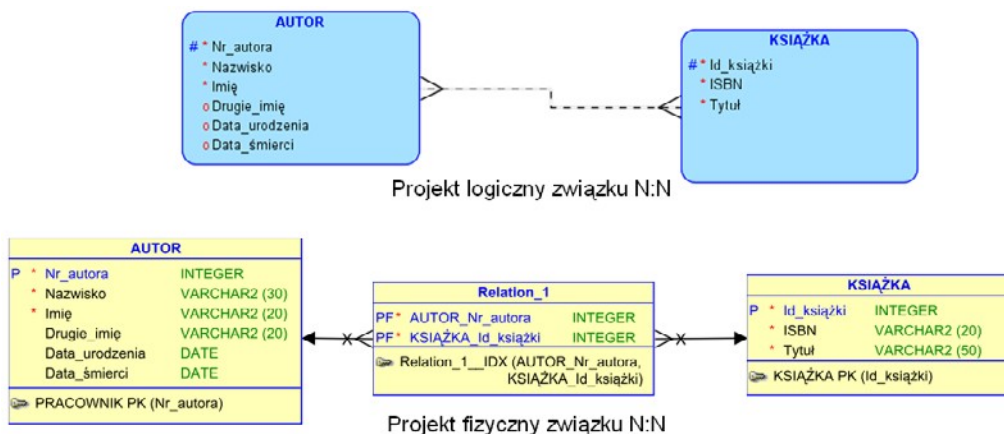 AUTOR
# * Nr_autora
* Nazwisko
* Imię
o Drugie_imię
o Data_urodzenia
o Data_śmierci
KSIĄŻKA
# * Id_książki
* ISBN
* Tytuł
Projekt logiczny związku N:N
AUTOR
P * Nr_autora INTEGER
* Nazwisko VARCHAR2 (30)
* Imię VARCHAR2 (20)
Drugie_imię VARCHAR2 (20)
Data_urodzenia DATE
Data_śmierci DATE
PRACOWNIK PK (Nr_autora)
Relation_1
PF* AUTOR_Nr_autora INTEGER
PF* KSIĄŻKA_Id_książki INTEGER
Relation_1__IDX (AUTOR_Nr_autora,
KSIĄŻKA_Id_książki)
KSIĄŻKA
P * Id_książki INTEGER
* ISBN VARCHAR2 (20)
* Tytuł VARCHAR2 (50)
KSIĄŻKA PK (Id_książki)
Projekt fizyczny związku N:N